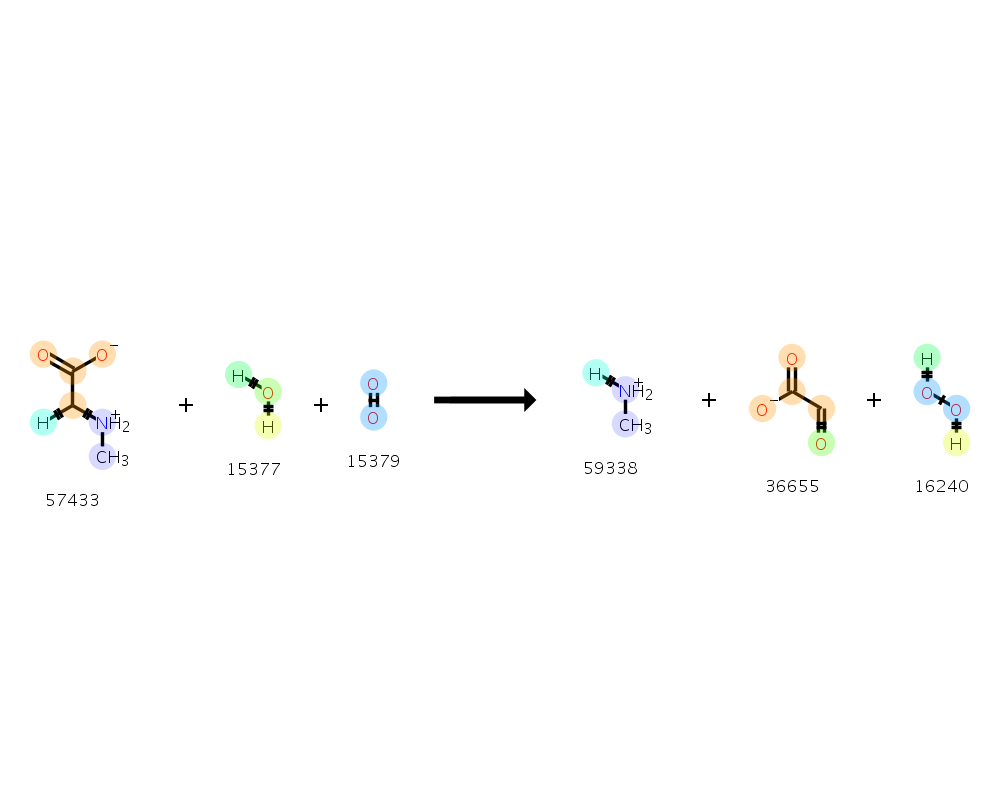 O O − H NH2 + CH3
57433
+
H O H
15377
+
O O
15379
H NH2 + CH3
59338
+
O O − O
36655
+
H O O H
16240